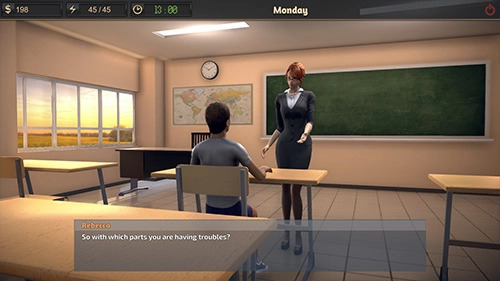 $ 198 45/45 13:00 Monday
Rebecca
So with which parts you are having troubles?